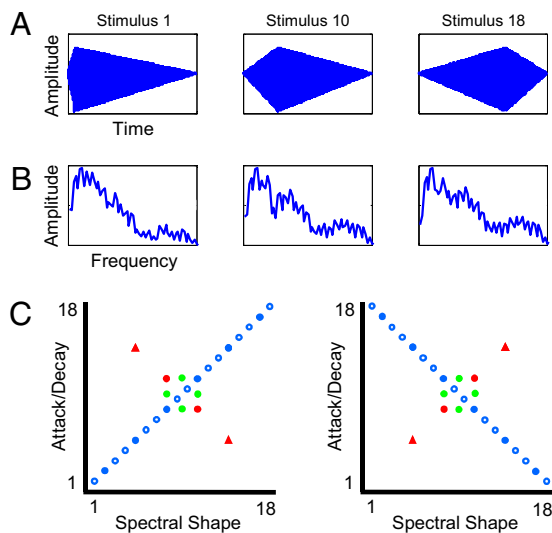 A
Stimulus 1
Stimulus 10
Stimulus 18
Amplitude
Time
B
Amplitude
Frequency
C
18
Attack/Decay
1
1
18
Spectral Shape
18
Attack/Decay
1
1
18
Spectral Shape